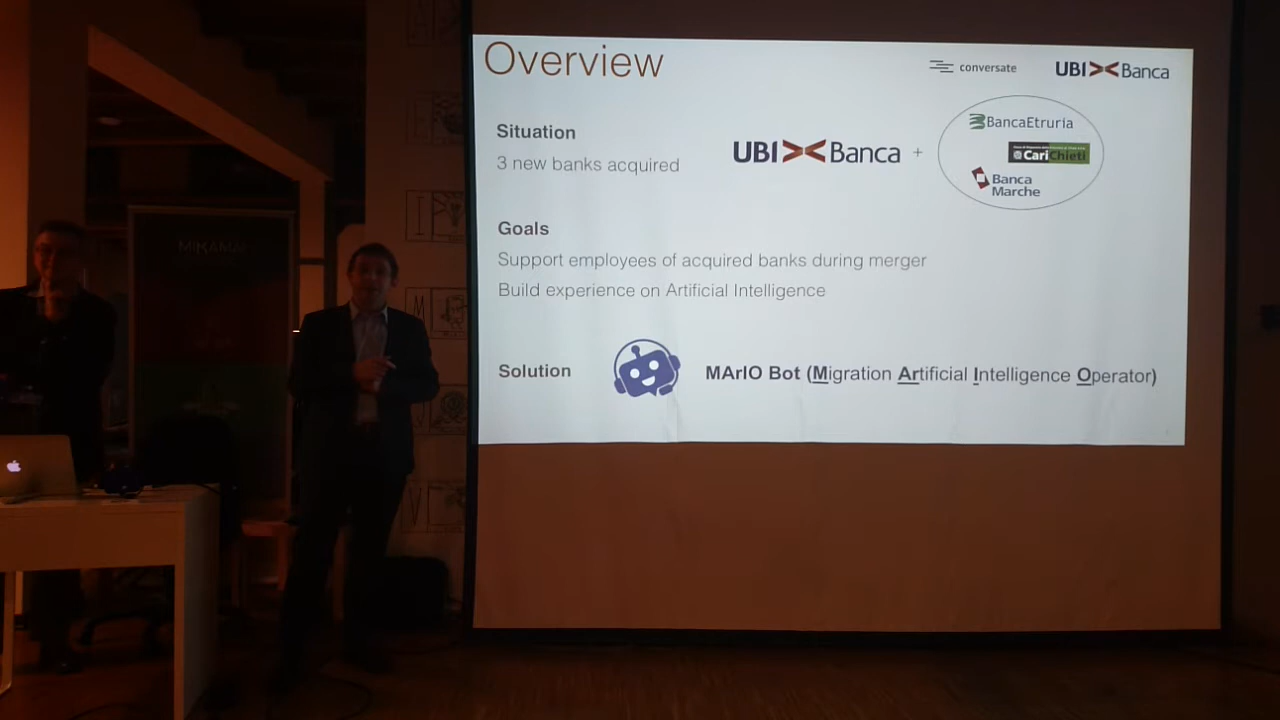 Overview
conversate
UBI Banca
Situation
3 new banks acquired
UBI Banca +
BancaEtruria
CariChieti
Banca
Marche
Goals
Support employees of acquired banks during merger
Build experience on Artificial Intelligence
Solution
MArIO Bot (Migration Artificial Intelligence Operator)
MIKAMAI